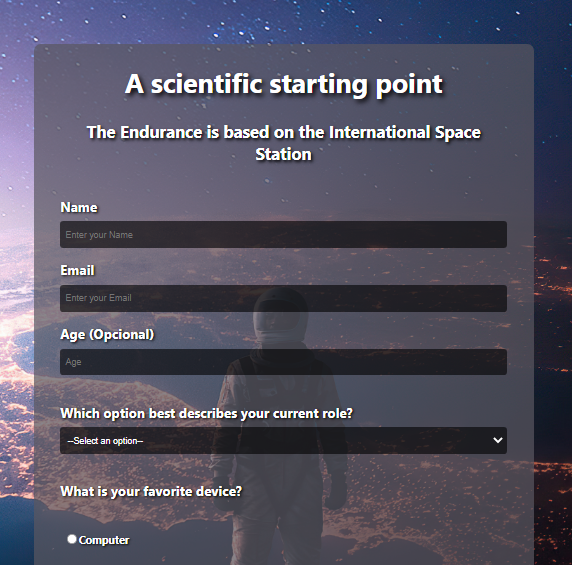 A scientific starting point
The Endurance is based on the International Space
Station
Name
Enter your Name
Email
Enter your Email
Age (Opcional)
Age
Which option best describes your current role?
--Select an option--
What is your favorite device?
Computer